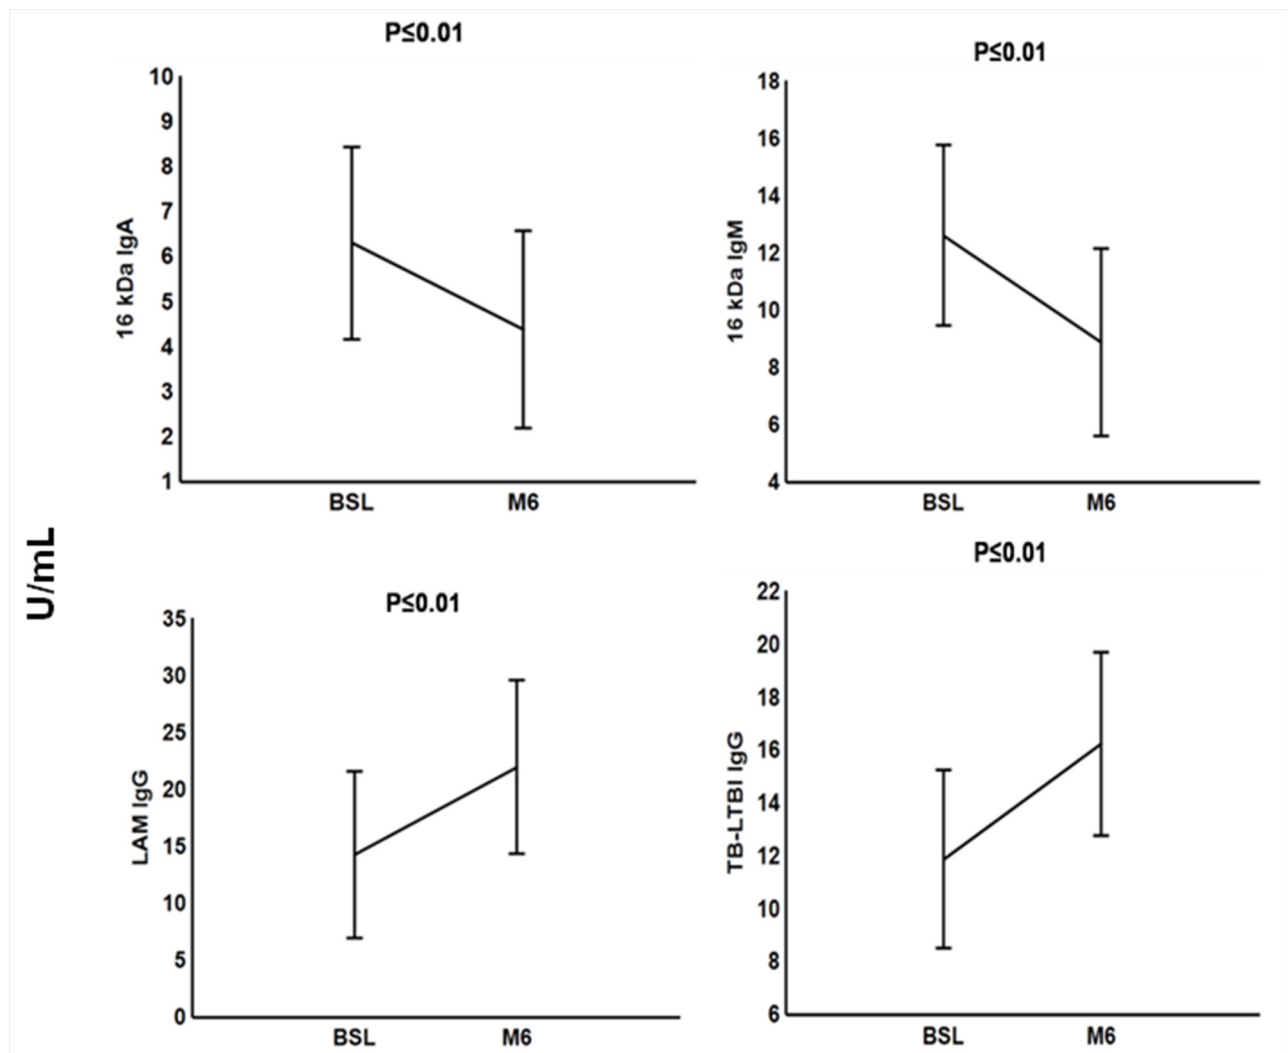 P≤0.01
10
9
8
7
6
5
4
3
2
1
16 kDa IgA
BSL M6
P≤0.01
18
16
14
12
10
8
6
4
16 kDa IgM
BSL M6
U/mL
P≤0.01
35
30
25
20
15
10
5
0
LAM IgG
BSL M6
P≤0.01
22
20
18
16
14
12
10
8
6
TB-LTBI IgG
BSL M6